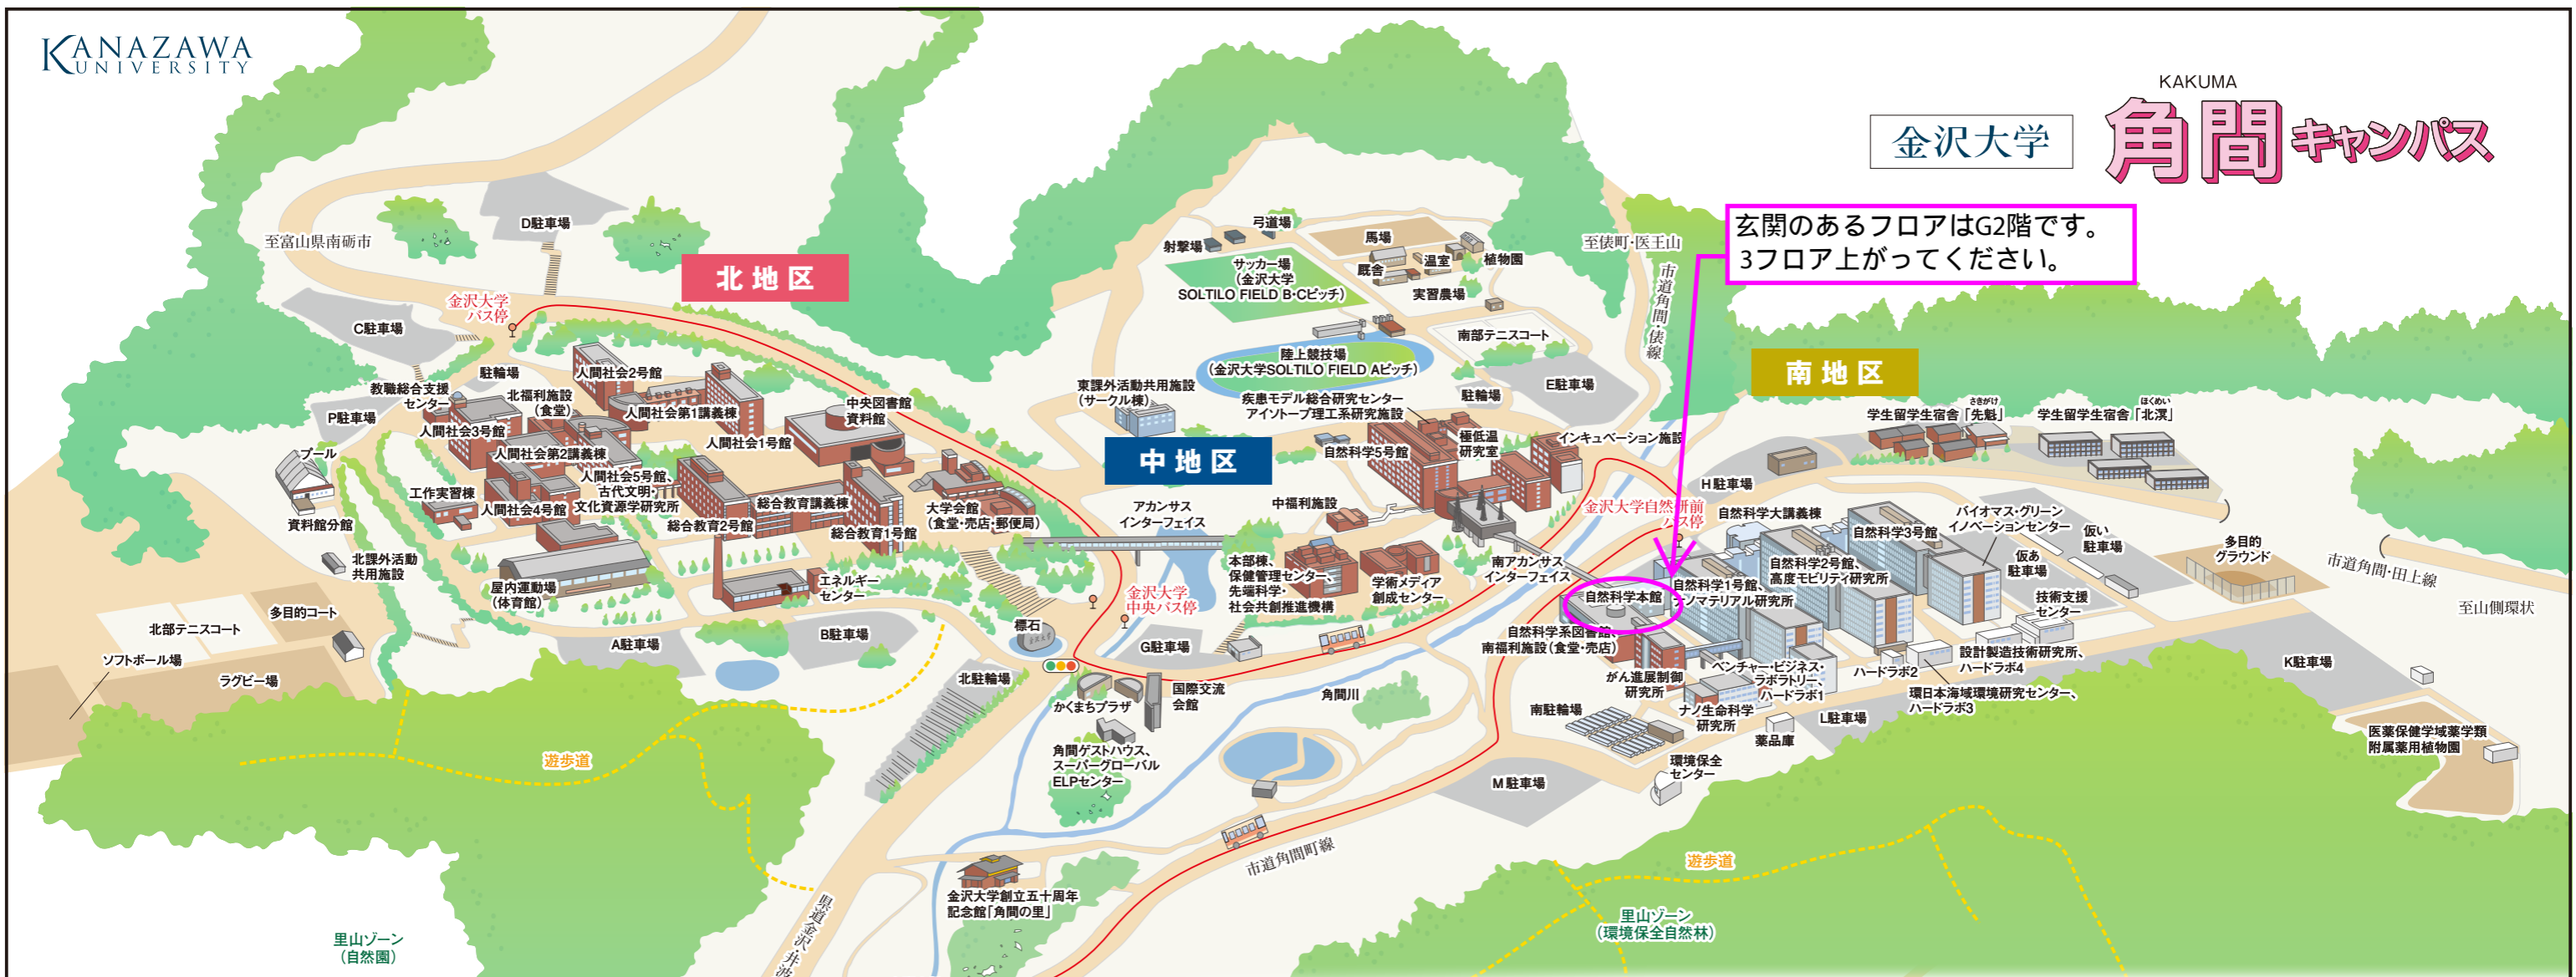 KANAZAWA
UNIVERSITY
KAKUMA
金沢大学
角間キャンパス
玄関のあるフロアはG2階です。
3フロア上がってください。
北地区
中地区
南地区
至富山県南砺市
D駐車場
金沢大学
バス停
C駐車場
駐輪場
教職総合支援
センター
P駐車場
プール
資料館分館
北課外活動
共用施設
人間社会2号館
北福利施設
(食堂)
人間社会第1講義棟
人間社会3号館
人間社会1号館
人間社会第2講義棟
人間社会5号館、
古代文明・
文化資源学研究所
工作実習棟
人間社会4号館
中央図書館
資料館
総合教育講義棟
総合教育2号館
総合教育1号館
大学会館
(食堂・売店・郵便局)
屋内運動場
(体育館)
エネルギー
センター
多目的コート
北部テニスコート
ソフトボール場
ラグビー場
A駐車場
B駐車場
北駐輪場
標石
遊歩道
里山ゾーン
(自然園)
弓道場
射撃場
サッカー場
(金沢大学
SOLTILO FIELD B・Cピッチ)
馬場
厩舎
温室
植物園
実習農場
至俵町・医王山
市道角間・俵線
南部テニスコート
陸上競技場
(金沢大学SOLTILO FIELD Aピッチ)
東課外活動共用施設
(サークル棟)
E駐車場
駐輪場
疾患モデル総合研究センター
アイソトープ理工系研究施設
極低温
研究室
自然科学5号館
インキュベーション施設
中福利施設
アカンサス
インターフェイス
本部棟、
保健管理センター、
先端科学・
社会共創推進機構
学術メディア
創成センター
南アカンサス
インターフェイス
金沢大学
中央バス停
G駐車場
国際交流
会館
かくまちプラザ
角間ゲストハウス、
スーパーグローバル
ELPセンター
角間川
金沢大学創立五十周年
記念館「角間の里」
県道金沢・井波
市道角間町線
金沢大学自然研前
バス停
H駐車場
さきがけ
学生留学生宿舎「先魁」
ほくめい
学生留学生宿舎「北溟」
自然科学大講義棟
自然科学3号館
バイオマス・グリーン
イノベーションセンター
仮い
駐車場
仮あ
駐車場
多目的
グラウンド
市道角間・田上線
至山側環状
自然科学2号館、
高度モビリティ研究所
自然科学1号館、
ナノマテリアル研究所
自然科学本館
自然科学系図書館、
南福利施設(食堂・売店)
がん進展制御
研究所
ベンチャー・ビジネス・
ラボラトリー、
ハードラボ1
ナノ生命科学
研究所
ハードラボ2
技術支援
センター
設計製造技術研究所、
ハードラボ4
環日本海域環境研究センター、
ハードラボ3
南駐輪場
薬品庫
L駐車場
K駐車場
環境保全
センター
M駐車場
医薬保健学域薬学類
附属薬用植物園
遊歩道
里山ゾーン
(環境保全自然林)